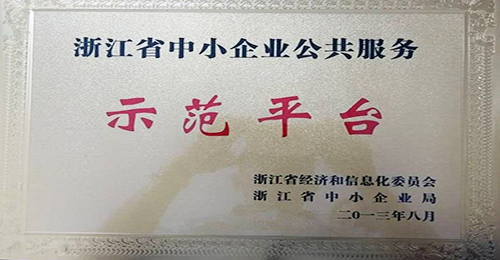 浙江省中小企业公共服务
示范平台
浙江省经济和信息化委员会
浙江省中小企业局
二〇一三年八月